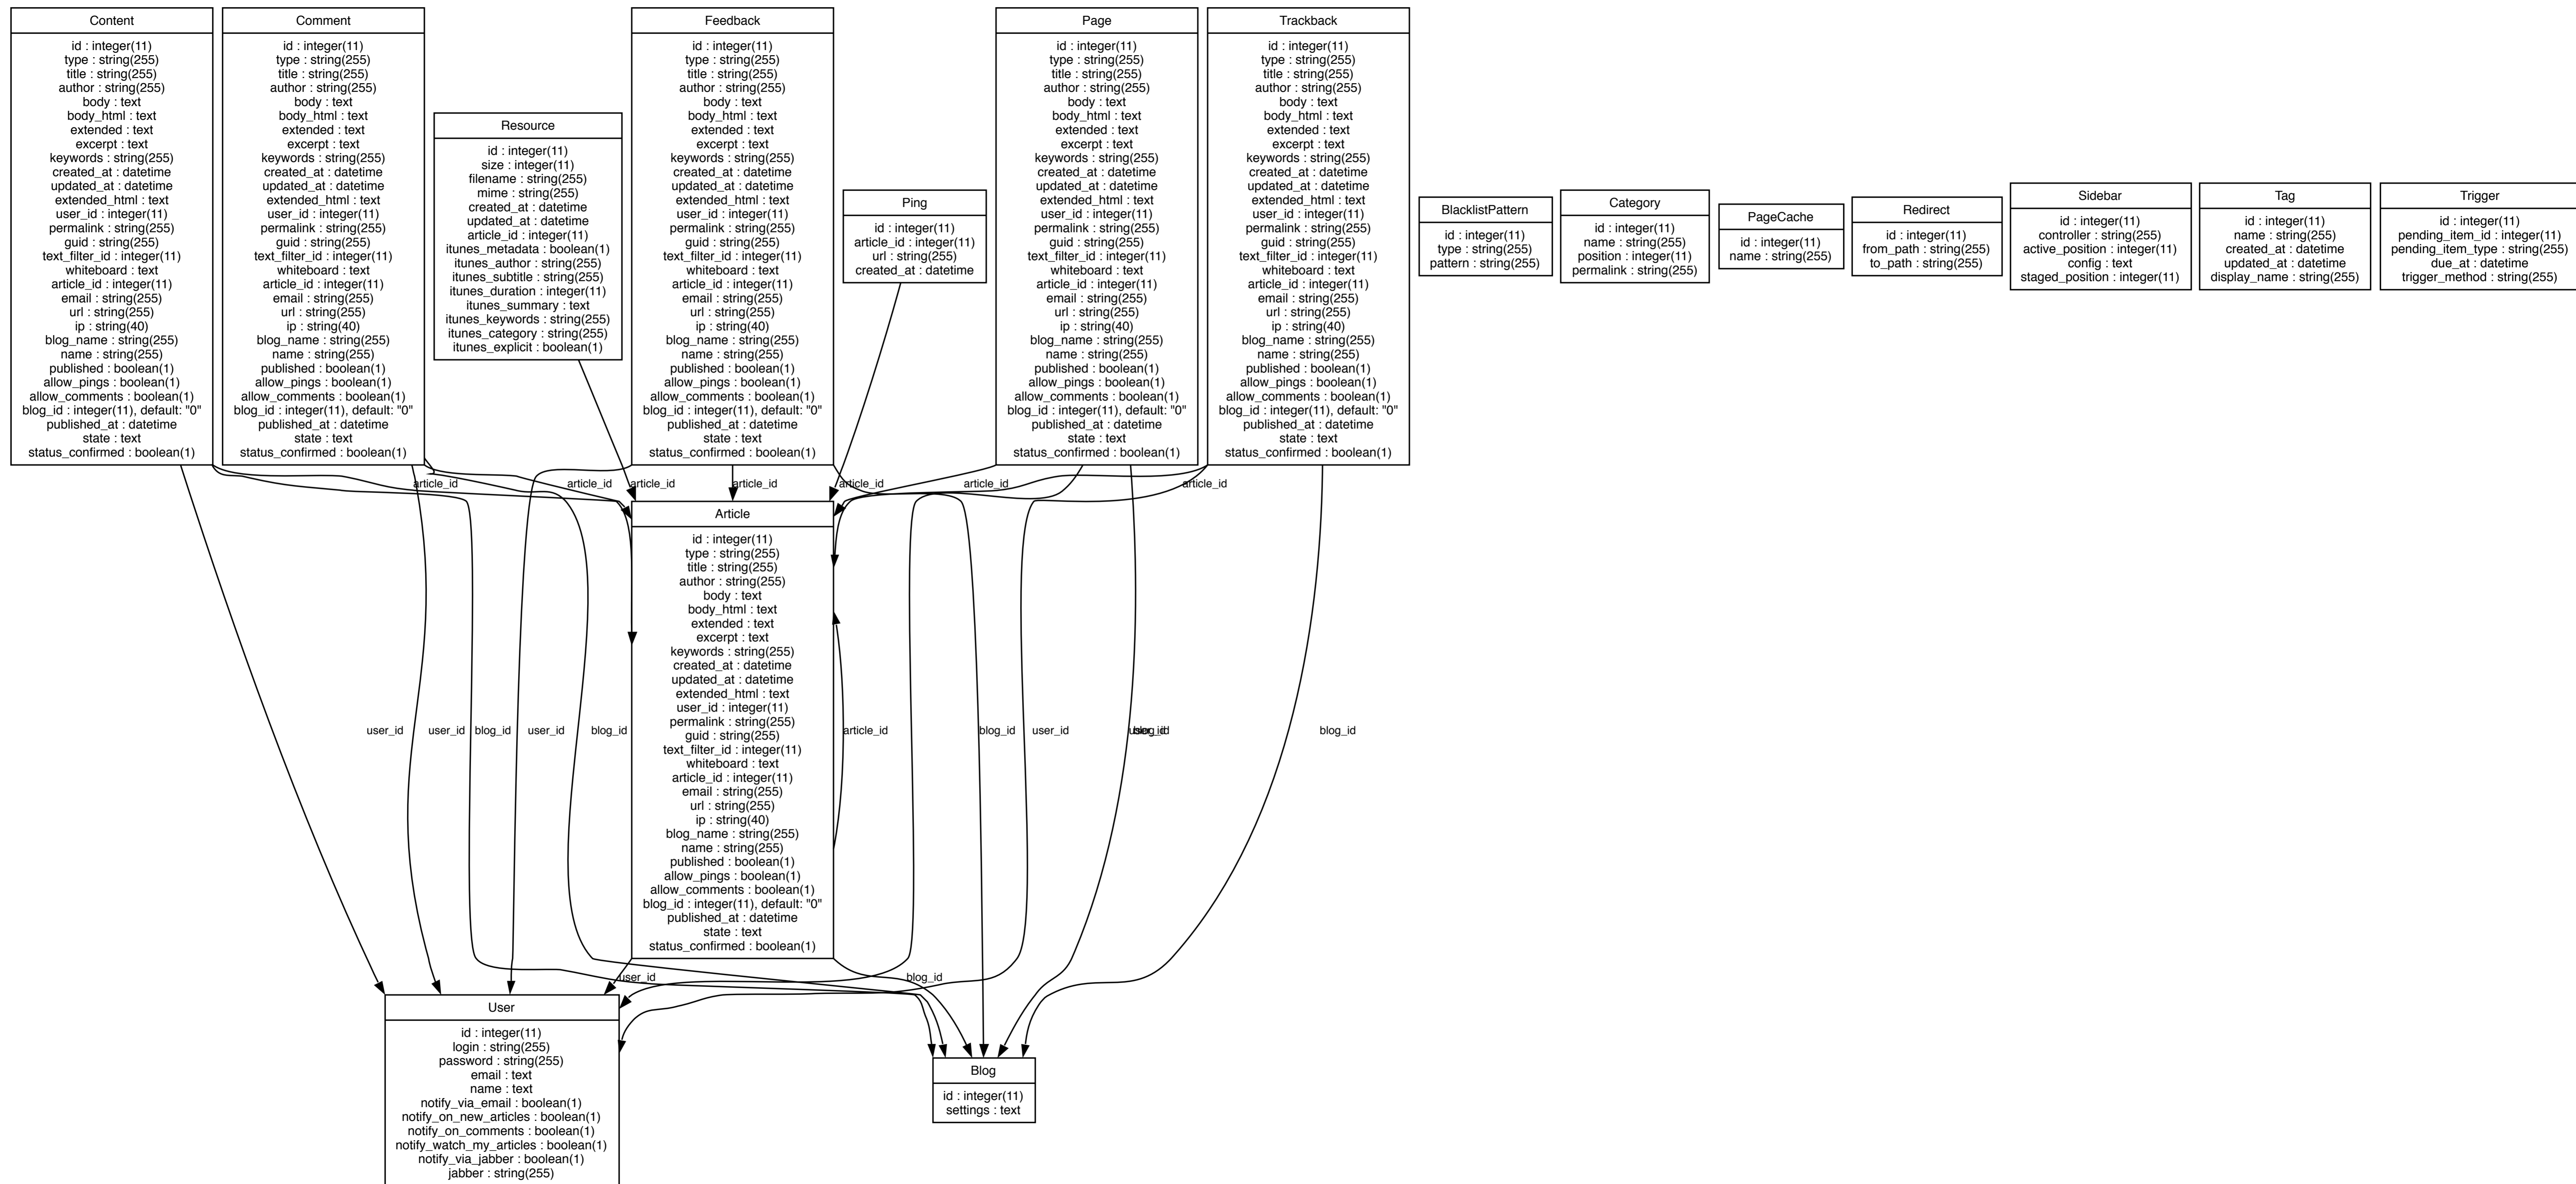 Content
id : integer(11)
type : string(255)
title : string(255)
author : string(255)
body : text
body_html : text
extended : text
excerpt : text
keywords : string(255)
created_at : datetime
updated_at : datetime
extended_html : text
user_id : integer(11)
permalink : string(255)
guid : string(255)
text_filter_id : integer(11)
whiteboard : text
article_id : integer(11)
email : string(255)
url : string(255)
ip : string(40)
blog_name : string(255)
name : string(255)
published : boolean(1)
allow_pings : boolean(1)
allow_comments : boolean(1)
blog_id : integer(11), default: "0"
published_at : datetime
state : text
status_confirmed : boolean(1)
Comment
id : integer(11)
type : string(255)
title : string(255)
author : string(255)
body : text
body_html : text
extended : text
excerpt : text
keywords : string(255)
created_at : datetime
updated_at : datetime
extended_html : text
user_id : integer(11)
permalink : string(255)
guid : string(255)
text_filter_id : integer(11)
whiteboard : text
article_id : integer(11)
email : string(255)
url : string(255)
ip : string(40)
blog_name : string(255)
name : string(255)
published : boolean(1)
allow_pings : boolean(1)
allow_comments : boolean(1)
blog_id : integer(11), default: "0"
published_at : datetime
state : text
status_confirmed : boolean(1)
Resource
id : integer(11)
size : integer(11)
filename : string(255)
mime : string(255)
created_at : datetime
updated_at : datetime
article_id : integer(11)
itunes_metadata : boolean(1)
itunes_author : string(255)
itunes_subtitle : string(255)
itunes_duration : integer(11)
itunes_summary : text
itunes_keywords : string(255)
itunes_category : string(255)
itunes_explicit : boolean(1)
Feedback
id : integer(11)
type : string(255)
title : string(255)
author : string(255)
body : text
body_html : text
extended : text
excerpt : text
keywords : string(255)
created_at : datetime
updated_at : datetime
extended_html : text
user_id : integer(11)
permalink : string(255)
guid : string(255)
text_filter_id : integer(11)
whiteboard : text
article_id : integer(11)
email : string(255)
url : string(255)
ip : string(40)
blog_name : string(255)
name : string(255)
published : boolean(1)
allow_pings : boolean(1)
allow_comments : boolean(1)
blog_id : integer(11), default: "0"
published_at : datetime
state : text
status_confirmed : boolean(1)
Ping
id : integer(11)
article_id : integer(11)
url : string(255)
created_at : datetime
Page
id : integer(11)
type : string(255)
title : string(255)
author : string(255)
body : text
body_html : text
extended : text
excerpt : text
keywords : string(255)
created_at : datetime
updated_at : datetime
extended_html : text
user_id : integer(11)
permalink : string(255)
guid : string(255)
text_filter_id : integer(11)
whiteboard : text
article_id : integer(11)
email : string(255)
url : string(255)
ip : string(40)
blog_name : string(255)
name : string(255)
published : boolean(1)
allow_pings : boolean(1)
allow_comments : boolean(1)
blog_id : integer(11), default: "0"
published_at : datetime
state : text
status_confirmed : boolean(1)
Trackback
id : integer(11)
type : string(255)
title : string(255)
author : string(255)
body : text
body_html : text
extended : text
excerpt : text
keywords : string(255)
created_at : datetime
updated_at : datetime
extended_html : text
user_id : integer(11)
permalink : string(255)
guid : string(255)
text_filter_id : integer(11)
whiteboard : text
article_id : integer(11)
email : string(255)
url : string(255)
ip : string(40)
blog_name : string(255)
name : string(255)
published : boolean(1)
allow_pings : boolean(1)
allow_comments : boolean(1)
blog_id : integer(11), default: "0"
published_at : datetime
state : text
status_confirmed : boolean(1)
BlacklistPattern
id : integer(11)
type : string(255)
pattern : string(255)
Category
id : integer(11)
name : string(255)
position : integer(11)
permalink : string(255)
PageCache
id : integer(11)
name : string(255)
Redirect
id : integer(11)
from_path : string(255)
to_path : string(255)
Sidebar
id : integer(11)
controller : string(255)
active_position : integer(11)
config : text
staged_position : integer(11)
Tag
id : integer(11)
name : string(255)
created_at : datetime
updated_at : datetime
display_name : string(255)
Trigger
id : integer(11)
pending_item_id : integer(11)
pending_item_type : string(255)
due_at : datetime
trigger_method : string(255)
article_id
article_id
article_id
article_id
article_id
article_id
article_id
Article
id : integer(11)
type : string(255)
title : string(255)
author : string(255)
body : text
body_html : text
extended : text
excerpt : text
keywords : string(255)
created_at : datetime
updated_at : datetime
extended_html : text
user_id : integer(11)
permalink : string(255)
guid : string(255)
text_filter_id : integer(11)
whiteboard : text
article_id : integer(11)
email : string(255)
url : string(255)
ip : string(40)
blog_name : string(255)
name : string(255)
published : boolean(1)
allow_pings : boolean(1)
allow_comments : boolean(1)
blog_id : integer(11), default: "0"
published_at : datetime
state : text
status_confirmed : boolean(1)
user_id
user_id
blog_id
user_id
blog_id
article_id
blog_id
user_id
blog_id
user_id
blog_id
User
id : integer(11)
login : string(255)
password : string(255)
email : text
name : text
notify_via_email : boolean(1)
notify_on_new_articles : boolean(1)
notify_on_comments : boolean(1)
notify_watch_my_articles : boolean(1)
notify_via_jabber : boolean(1)
jabber : string(255)
Blog
id : integer(11)
settings : text